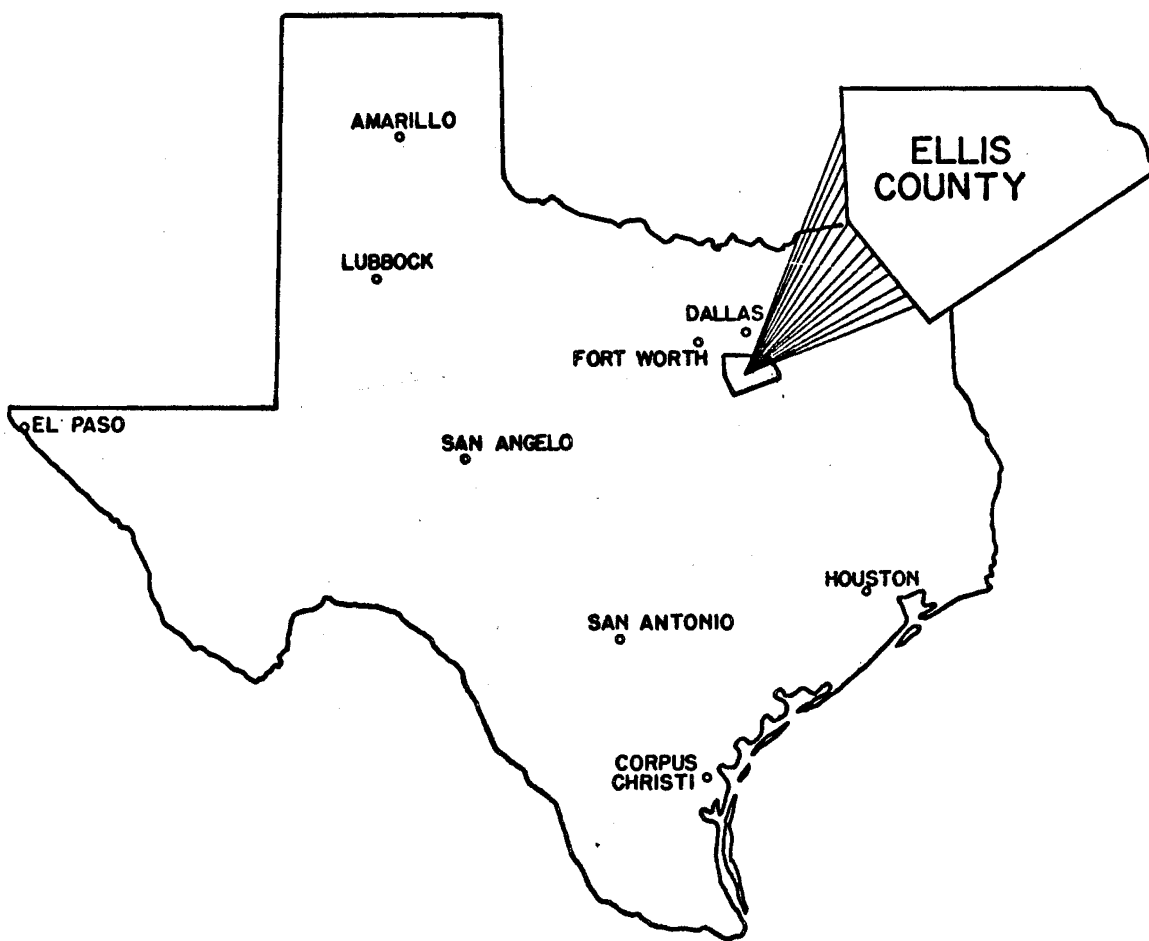 AMARILLO
ELLIS
COUNTY
LUBBOCK
DALLAS
FORT WORTH
EL PASO
SAN ANGELO
HOUSTON
SAN ANTONIO
CORPUS
CHRISTI